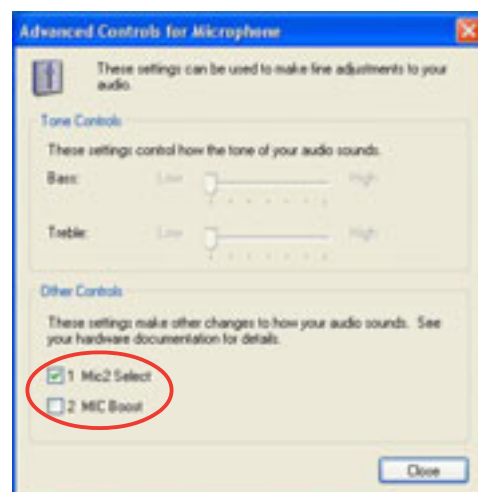 Advanced Controls for Microphone
These settings can be used to make fine adjustments to your
audio.
Tone Controls
These settings control how the tone of your audio sounds.
Bass: Low High
Treble: Low High
Other Controls
These settings make other changes to how your audio sounds. See
your hardware documentation for details.
1 Mic2 Select
2 MIC Boost
Close